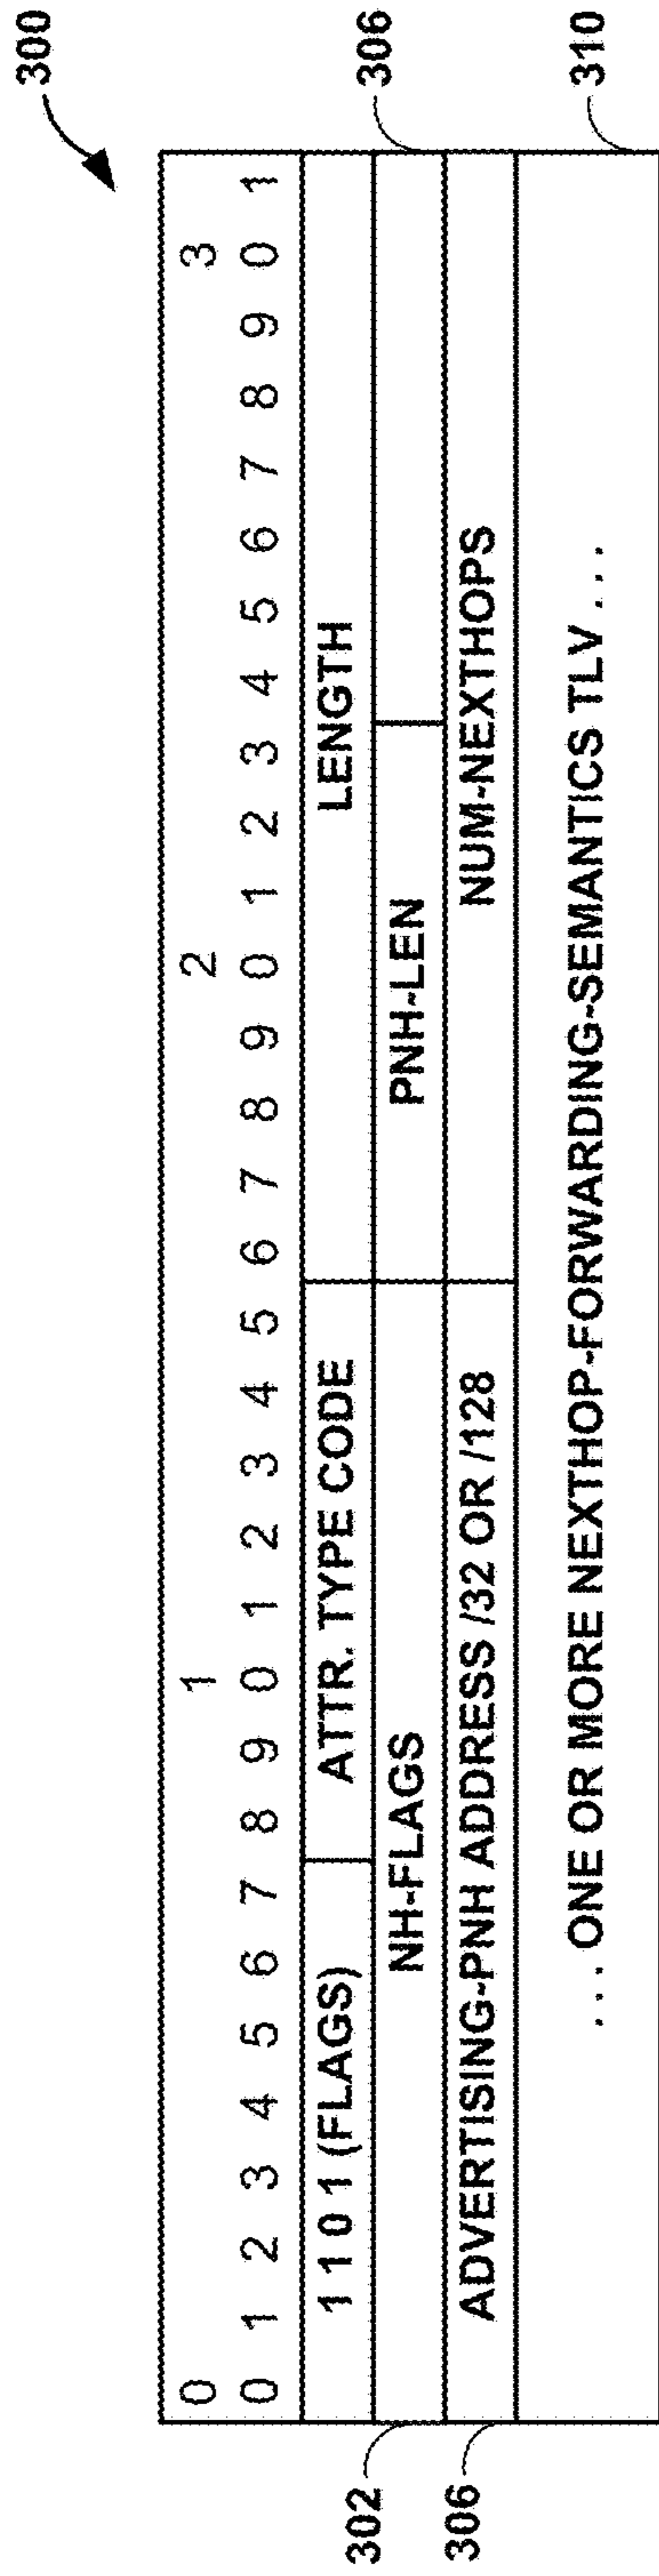 300
0 1 2 3
0 1 2 3 4 5 6 7 8 9 0 1 2 3 4 5 6 7 8 9 0 1 2 3 4 5 6 7 8 9 0 1
1 1 0 1 (FLAGS) ATTR. TYPE CODE LENGTH
302 NH-FLAGS PNH-LEN 306
306 ADVERTISING-PNH ADDRESS /32 OR /128 NUM-NEXTHOPS
. . . ONE OR MORE NEXTHOP-FORWARDING-SEMANTICS TLV . . . 310